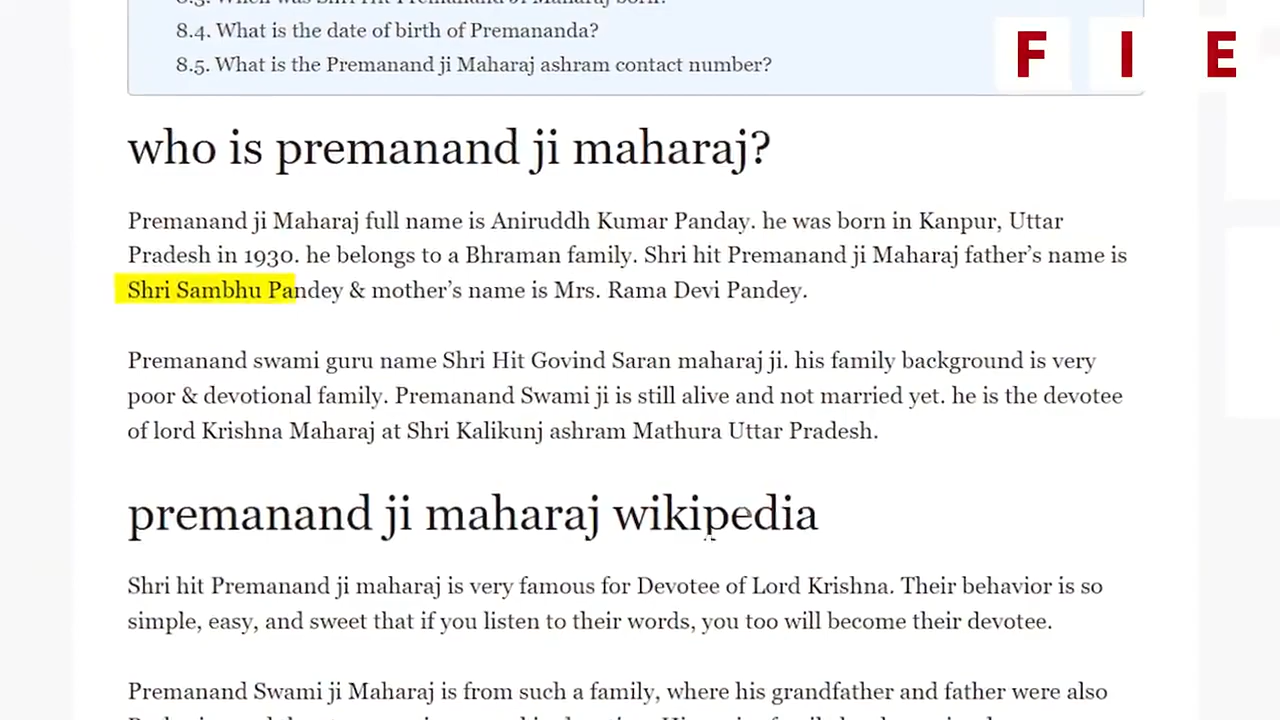 8.4. What is the date of birth of Premananda?
8.5. What is the Premanand ji Maharaj ashram contact number?
F I E
who is premanand ji maharaj?
Premanand ji Maharaj full name is Aniruddh Kumar Panday. he was born in Kanpur, Uttar
Pradesh in 1930. he belongs to a Bhraman family. Shri hit Premanand ji Maharaj father’s name is
Shri Sambhu Pandey & mother’s name is Mrs. Rama Devi Pandey.
Premanand swami guru name Shri Hit Govind Saran maharaj ji. his family background is very
poor & devotional family. Premanand Swami ji is still alive and not married yet. he is the devotee
of lord Krishna Maharaj at Shri Kalikunj ashram Mathura Uttar Pradesh.
premanand ji maharaj wikipedia
Shri hit Premanand ji maharaj is very famous for Devotee of Lord Krishna. Their behavior is so
simple, easy, and sweet that if you listen to their words, you too will become their devotee.
Premanand Swami ji Maharaj is from such a family, where his grandfather and father were also